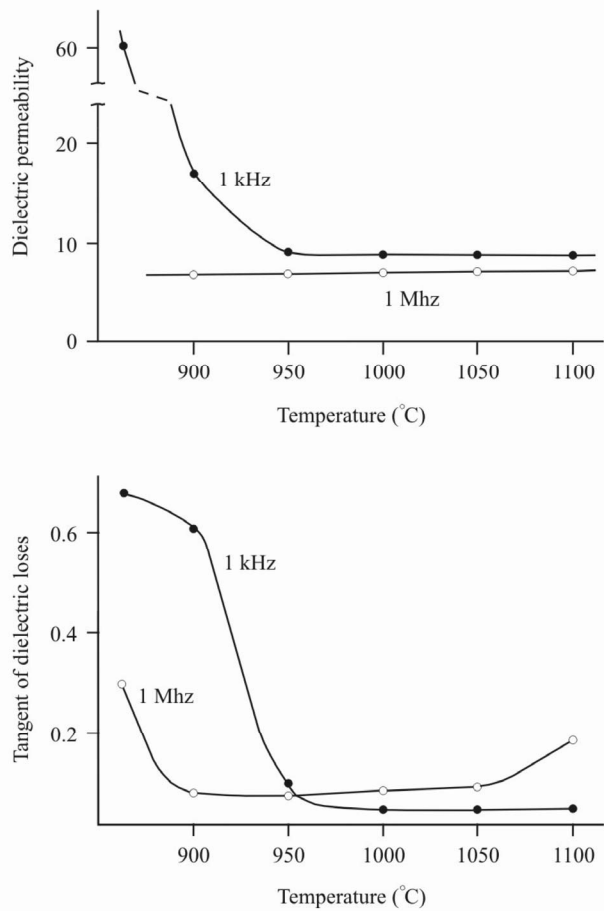 Dielectric permeability
60
20
10
0
1 kHz
1 Mhz
900 950 1000 1050 1100
Temperature (°C)
Tangent of dielectric loses
0.6
0.4
0.2
1 kHz
1 Mhz
900 950 1000 1050 1100
Temperature (°C)